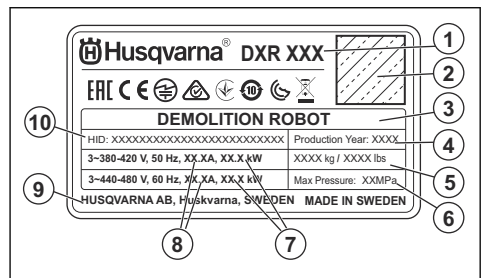 Husqvarna® DXR XXX
EAC CE 10
DEMOLITION ROBOT
HID: XXXXXXXXXXXXXXXXXXXXXXXXX Production Year: XXXX
3~380-420 V, 50 Hz, XX.XA, XX.X kW XXXX kg / XXXX lbs
3~440-480 V, 60 Hz, XX.XA, XX.X kW Max Pressure: XXMPa
HUSQVARNA AB, Huskvarna, SWEDEN MADE IN SWEDEN
1
2
3
4
5
6
7
8
9
10